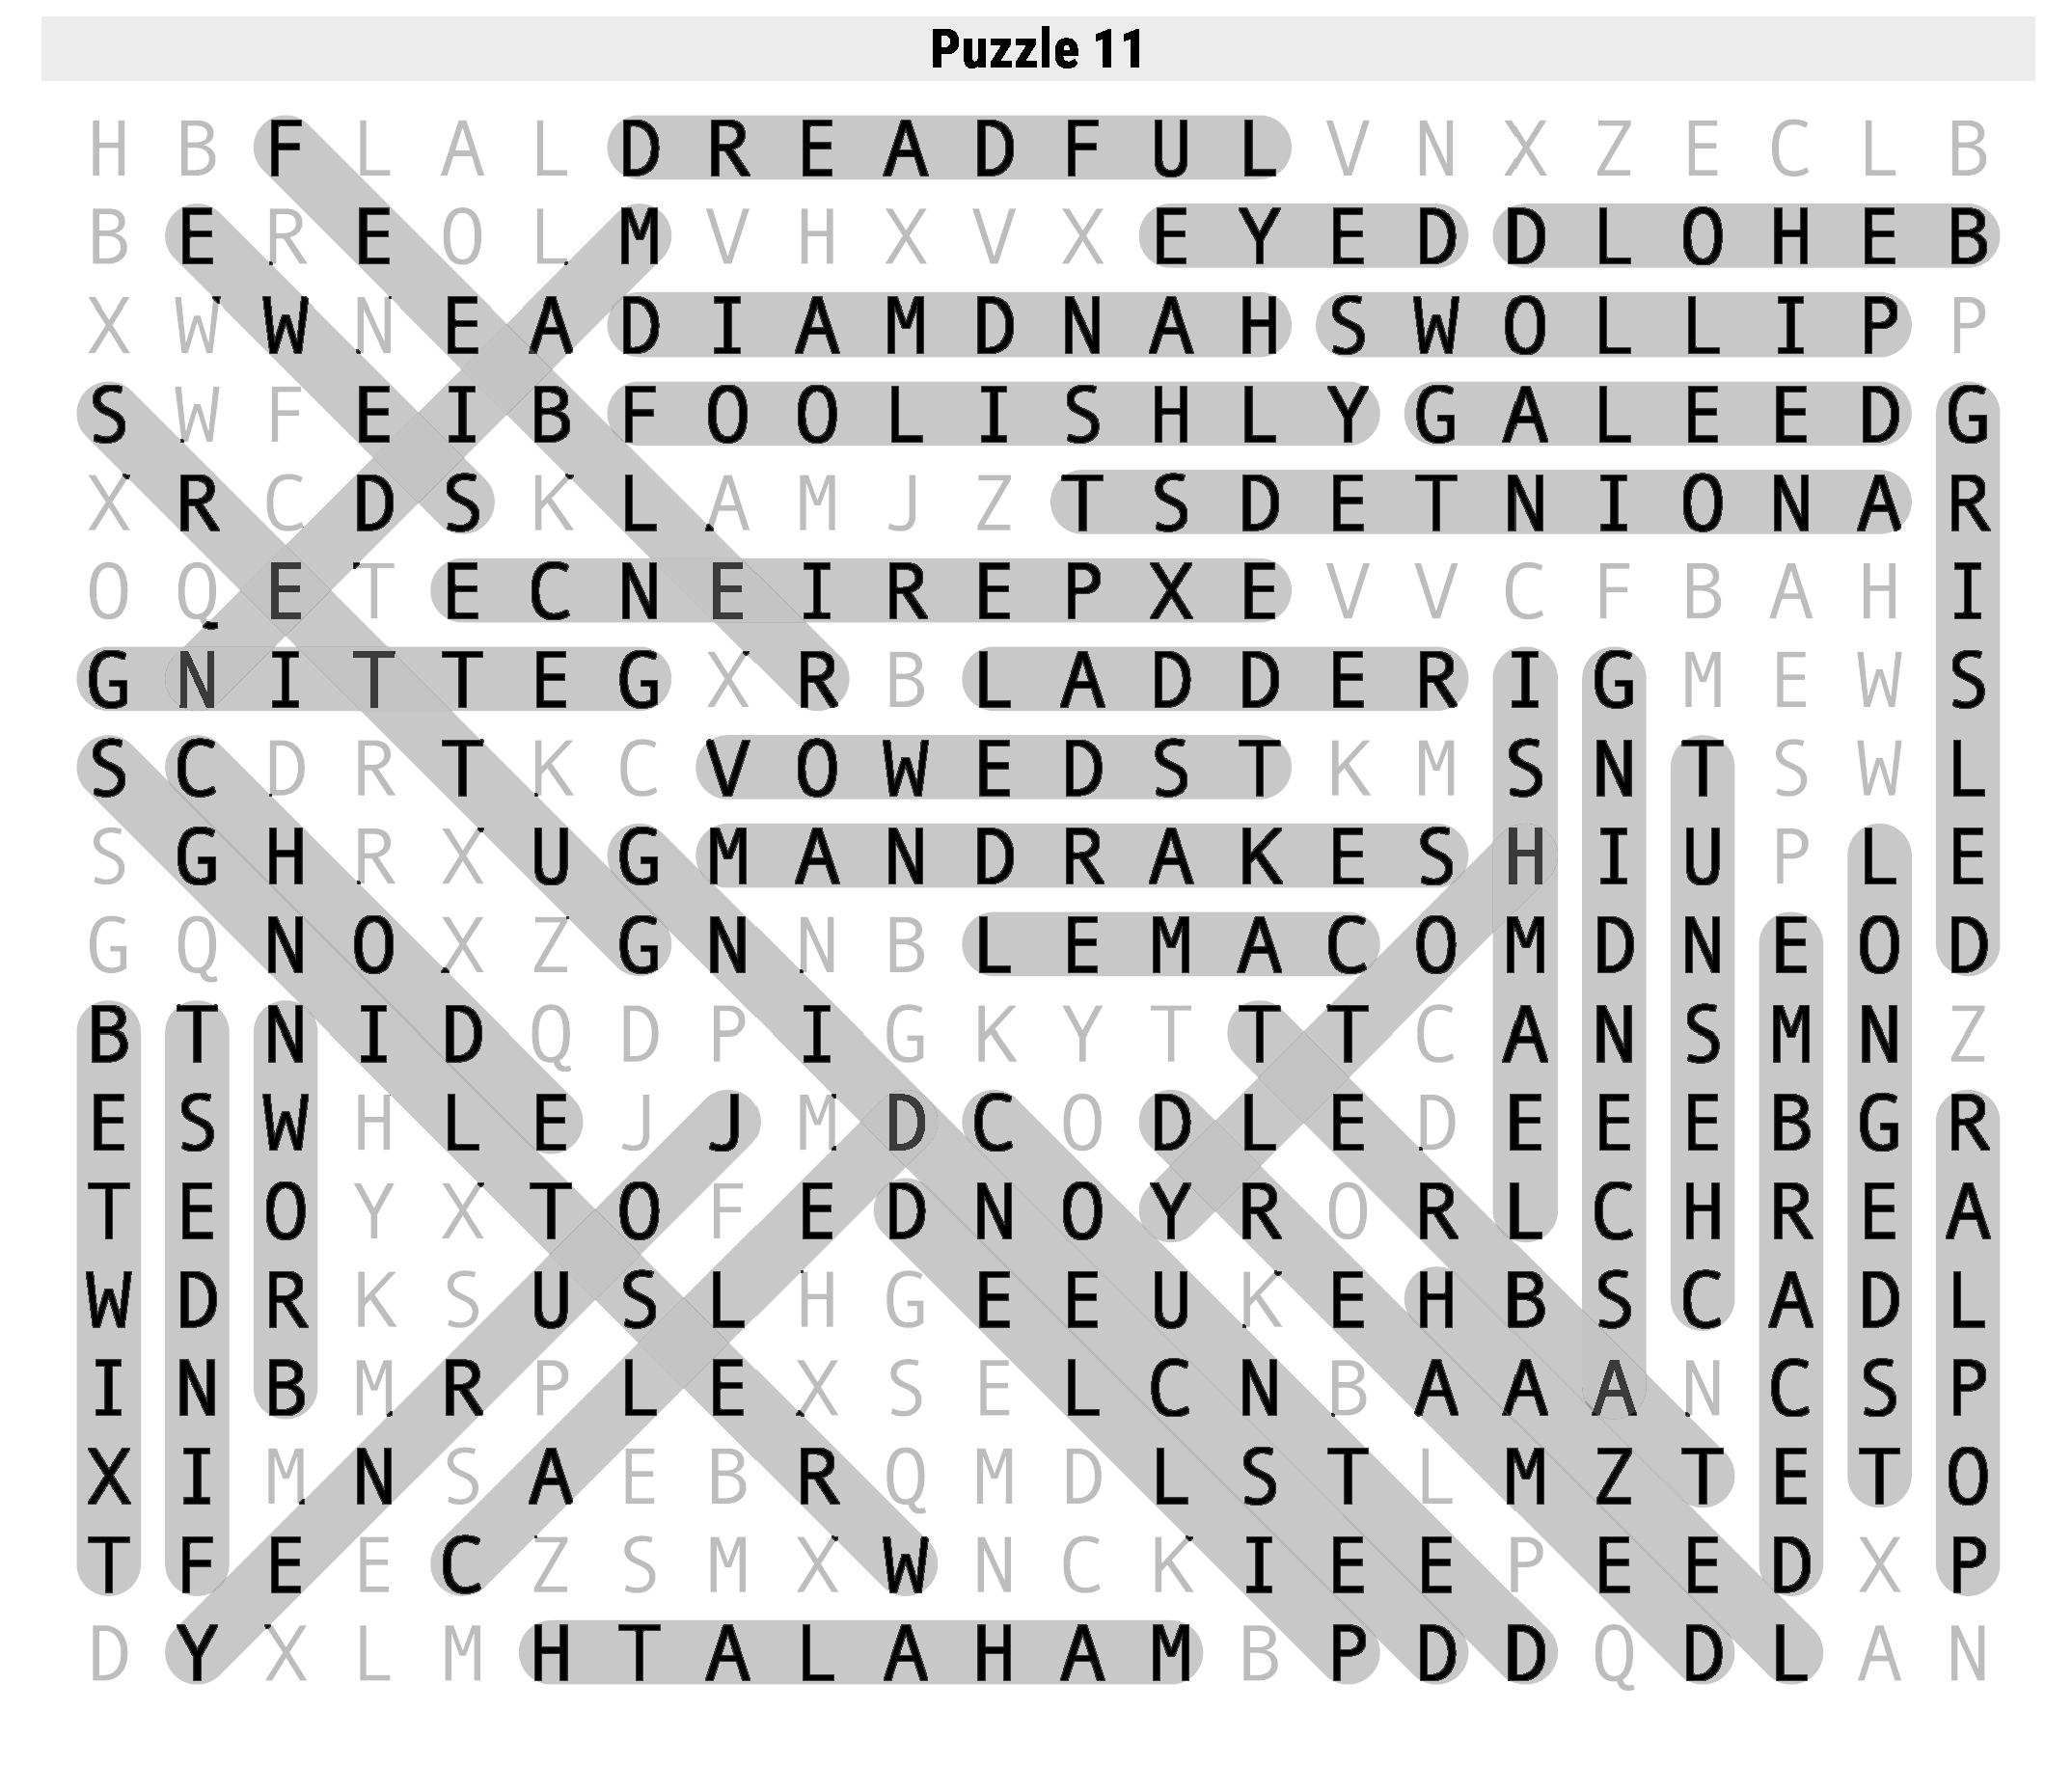 Puzzle 11
H B F L A L D R E A D F U L V N X Z E C L B
B E R E O L M V H X V X E Y E D D L O H E B
X W W N E A D I A M D N A H S W O L L I P P
S W F E I B F O O L I S H L Y G A L E E D G
X R C D S K L A M J Z T S D E T N I O N A R
O Q E T E C N E I R E P X E V V C F B A H I
G N I T T E G X R B L A D D E R I G M E W S
S C D R T K C V O W E D S T K M S N T S W L
S G H R X U G M A N D R A K E S H I U P L E
G Q N O X Z G N N B L E M A C O M D N E O D
B T N I D Q D P I G K Y T T T C A N S M N Z
E S W H L E J J M D C O D L E D E E E B G R
T E O Y X T O F E D N O Y R O R L C H R E A
W D R K S U S L H G E E U K E H B S C A D L
I N B M R P L E X S E L C N B A A A N C S P
X I M N S A E B R Q M D L S T L M Z T E T O
T F E E C Z S M X W N C K I E E P E E D X P
D Y X L M H T A L A H A M B P D D Q D L A N